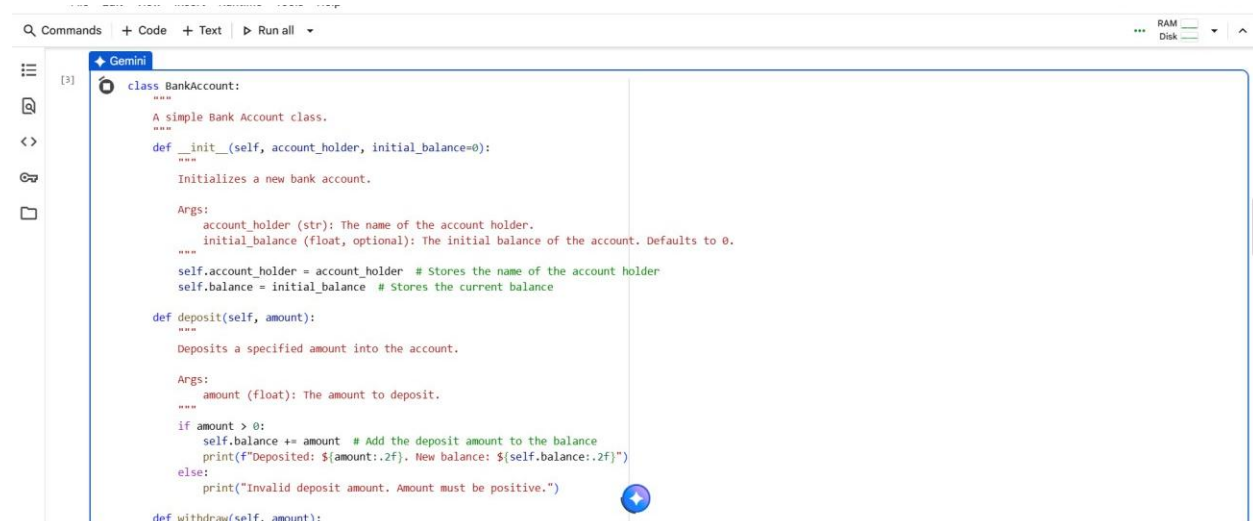 Commands + Code + Text Run all
RAM
Disk
Gemini
[3]
class BankAccount:
"""
A simple Bank Account class.
"""
def __init__(self, account_holder, initial_balance=0):
"""
Initializes a new bank account.
Args:
account_holder (str): The name of the account holder.
initial_balance (float, optional): The initial balance of the account. Defaults to 0.
"""
self.account_holder = account_holder # Stores the name of the account holder
self.balance = initial_balance # Stores the current balance
def deposit(self, amount):
"""
Deposits a specified amount into the account.
Args:
amount (float): The amount to deposit.
"""
if amount > 0:
self.balance += amount # Add the deposit amount to the balance
print(f"Deposited: ${amount:.2f}. New balance: ${self.balance:.2f}")
else:
print("Invalid deposit amount. Amount must be positive.")
def withdraw(self, amount):